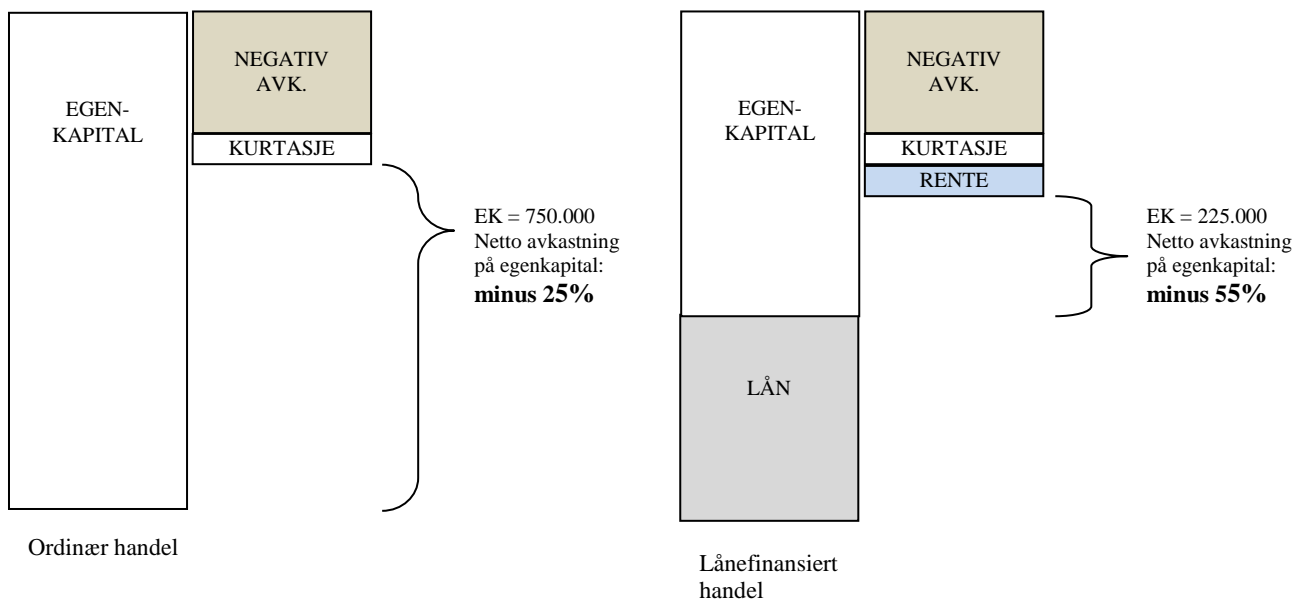 EGEN-
KAPITAL
NEGATIV
AVK.
KURTASJE
EK = 750.000
Netto avkastning
på egenkapital:
minus 25%
Ordinær handel
EGEN-
KAPITAL
LÅN
NEGATIV
AVK.
KURTASJE
RENTE
EK = 225.000
Netto avkastning
på egenkapital:
minus 55%
Lånefinansiert
handel